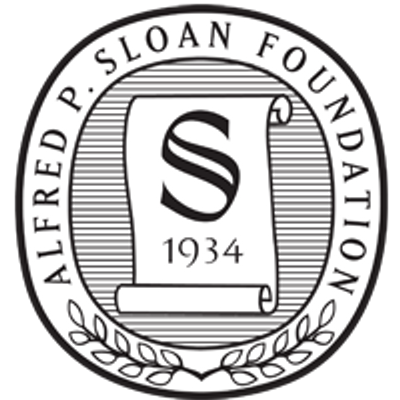 ALFRED P. SLOAN FOUNDATION
S
1934